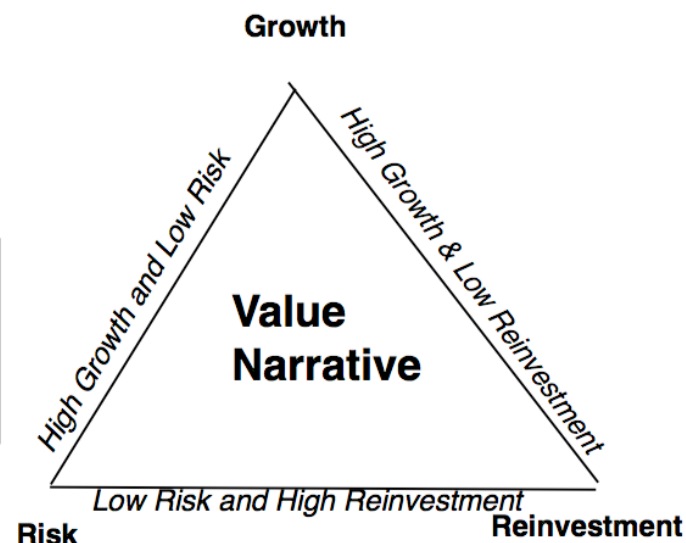 Growth
High Growth and Low Risk
High Growth & Low Reinvestment
Value
Narrative
Low Risk and High Reinvestment
Risk
Reinvestment